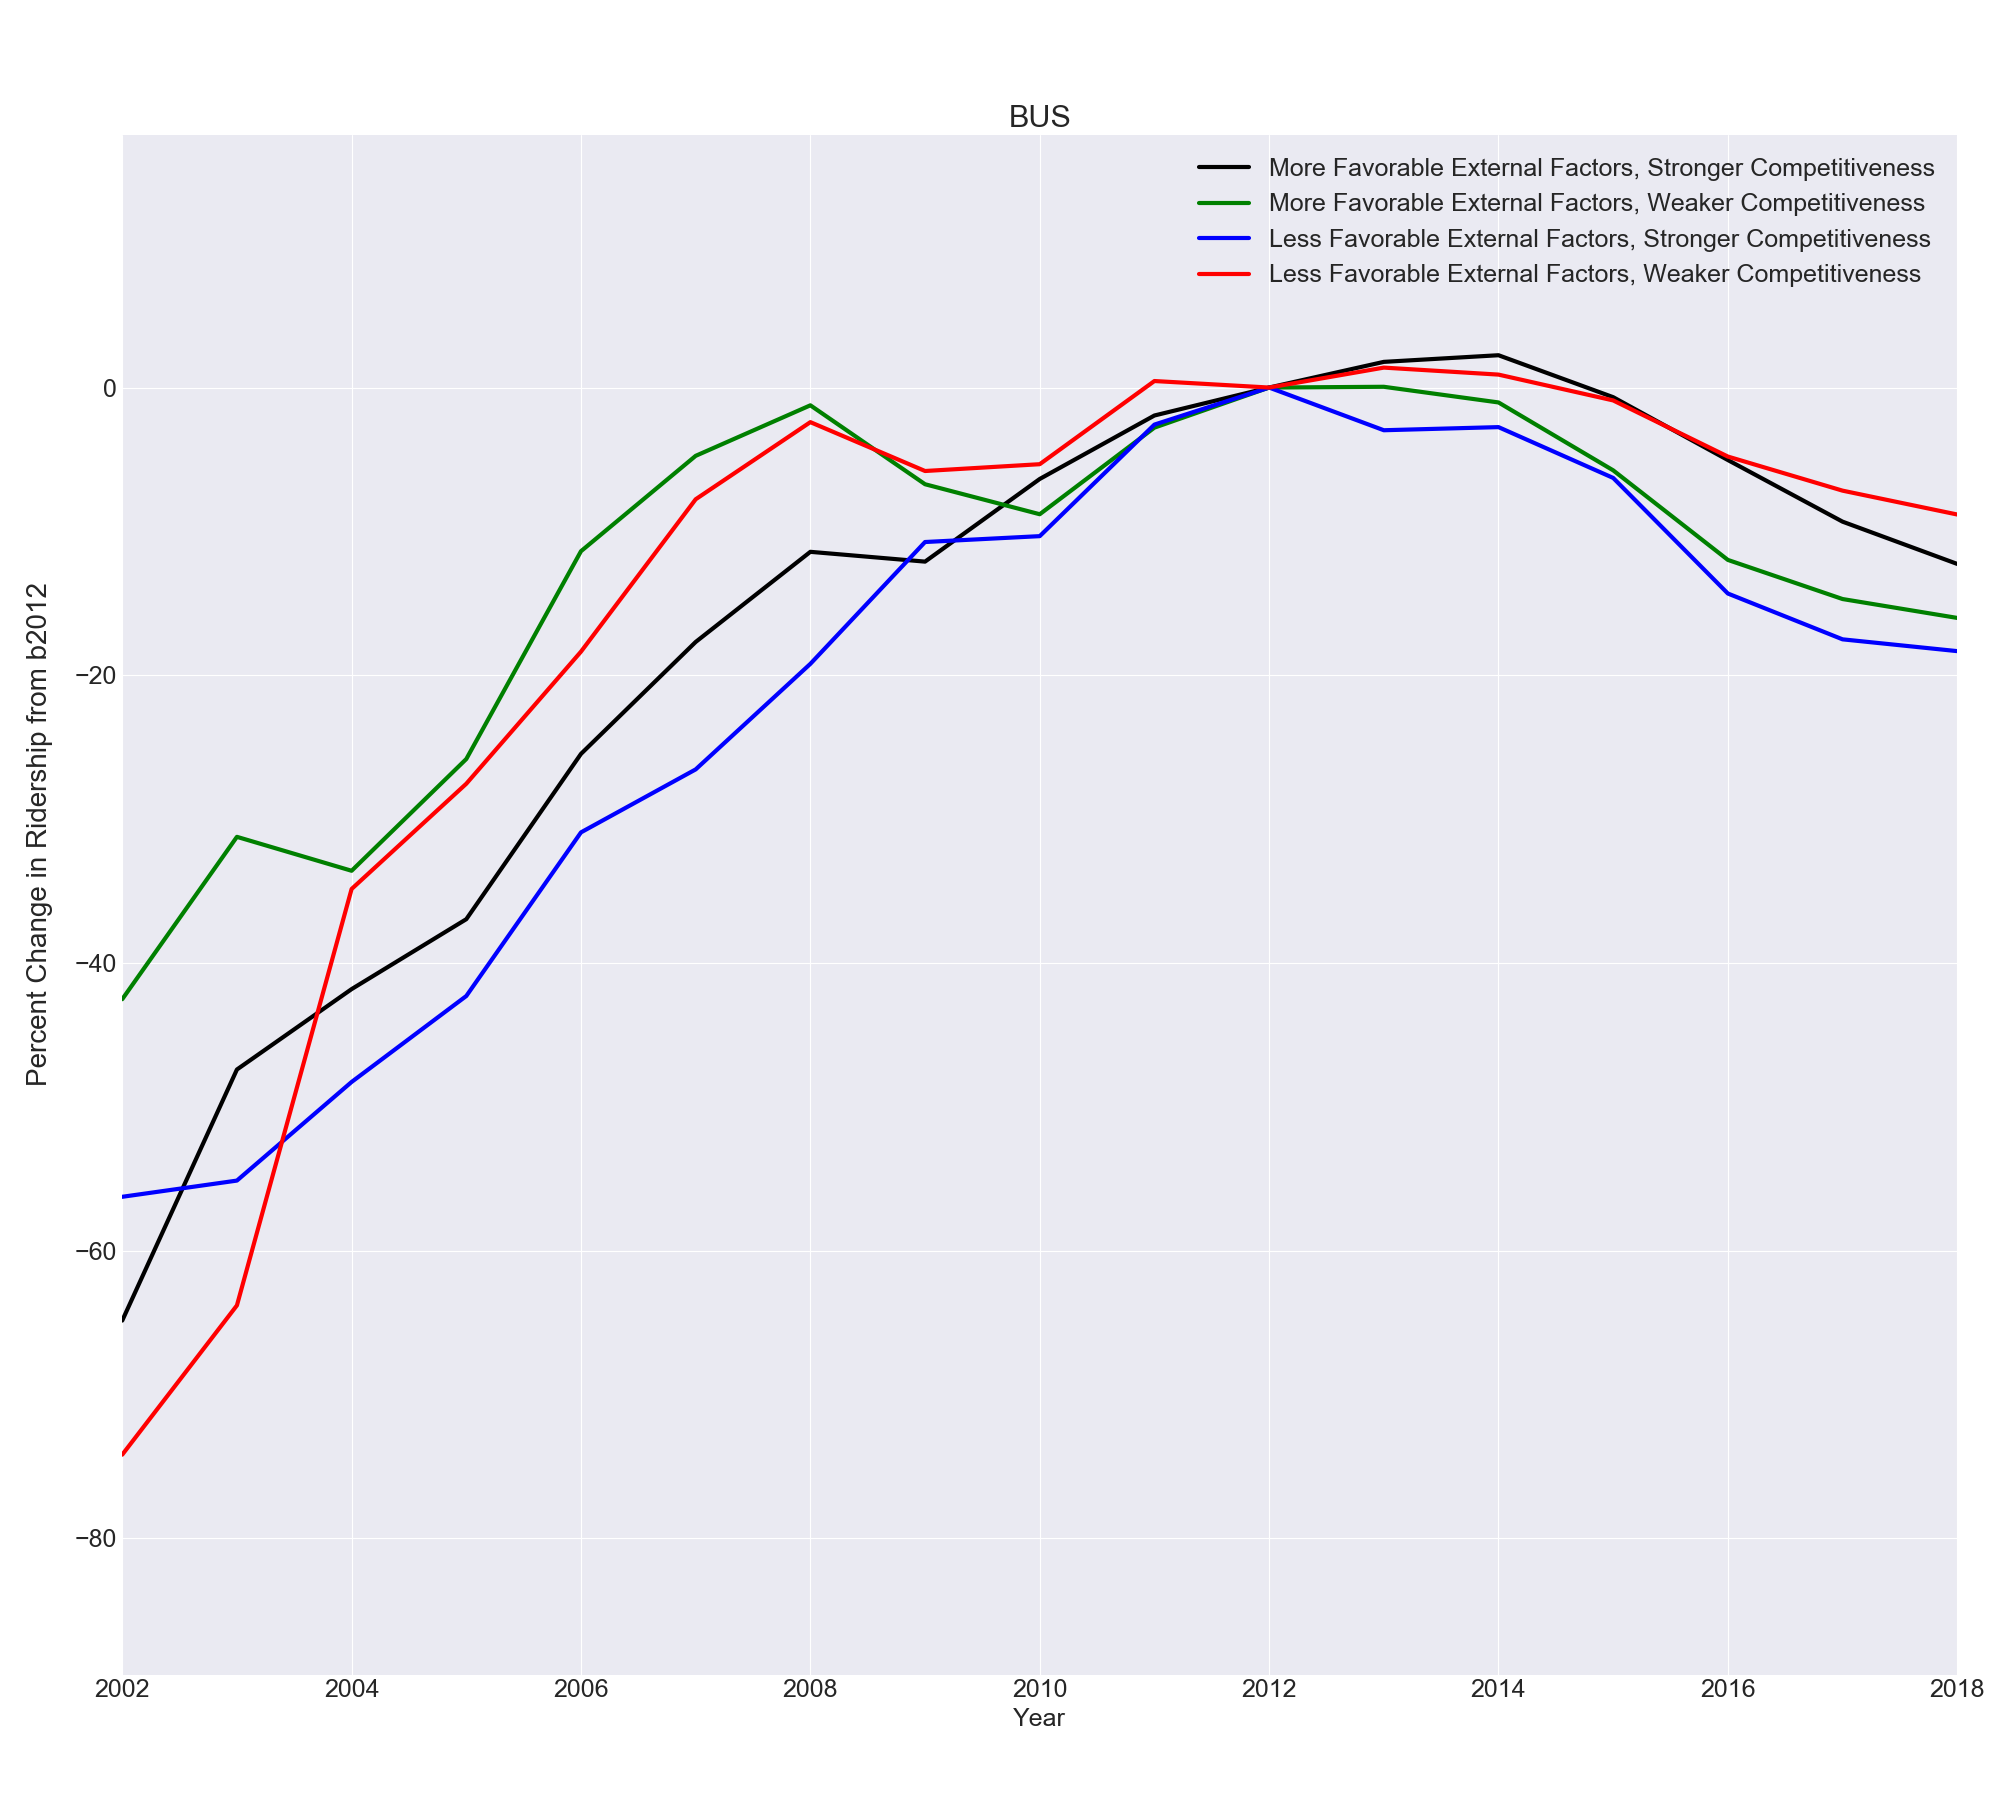 BUS
More Favorable External Factors, Stronger Competitiveness
More Favorable External Factors, Weaker Competitiveness
Less Favorable External Factors, Stronger Competitiveness
Less Favorable External Factors, Weaker Competitiveness
Percent Change in Ridership from b2012
0
−20
−40
−60
−80
2002 2004 2006 2008 2010 2012 2014 2016 2018
Year